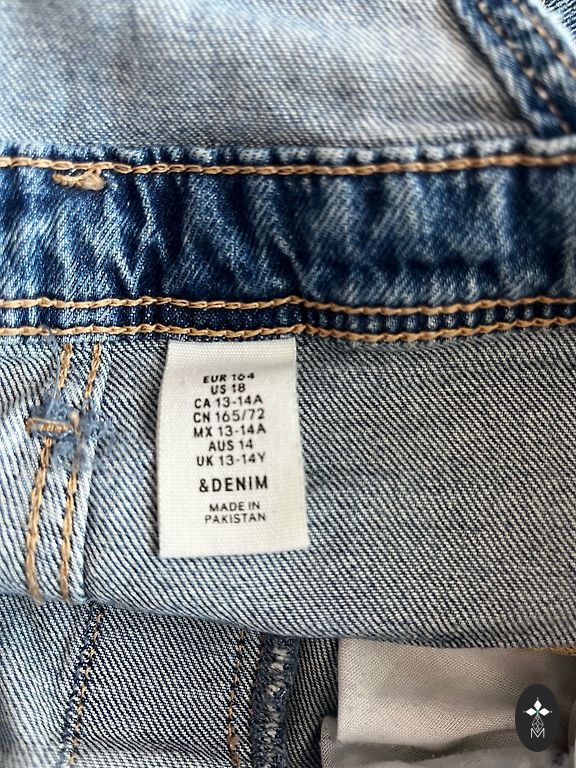 EUR 164
US 18
CA 13-14A
CN 165/72
MX 13-14A
AUS 14
UK 13-14Y
&DENIM
MADE IN
PAKISTAN
M